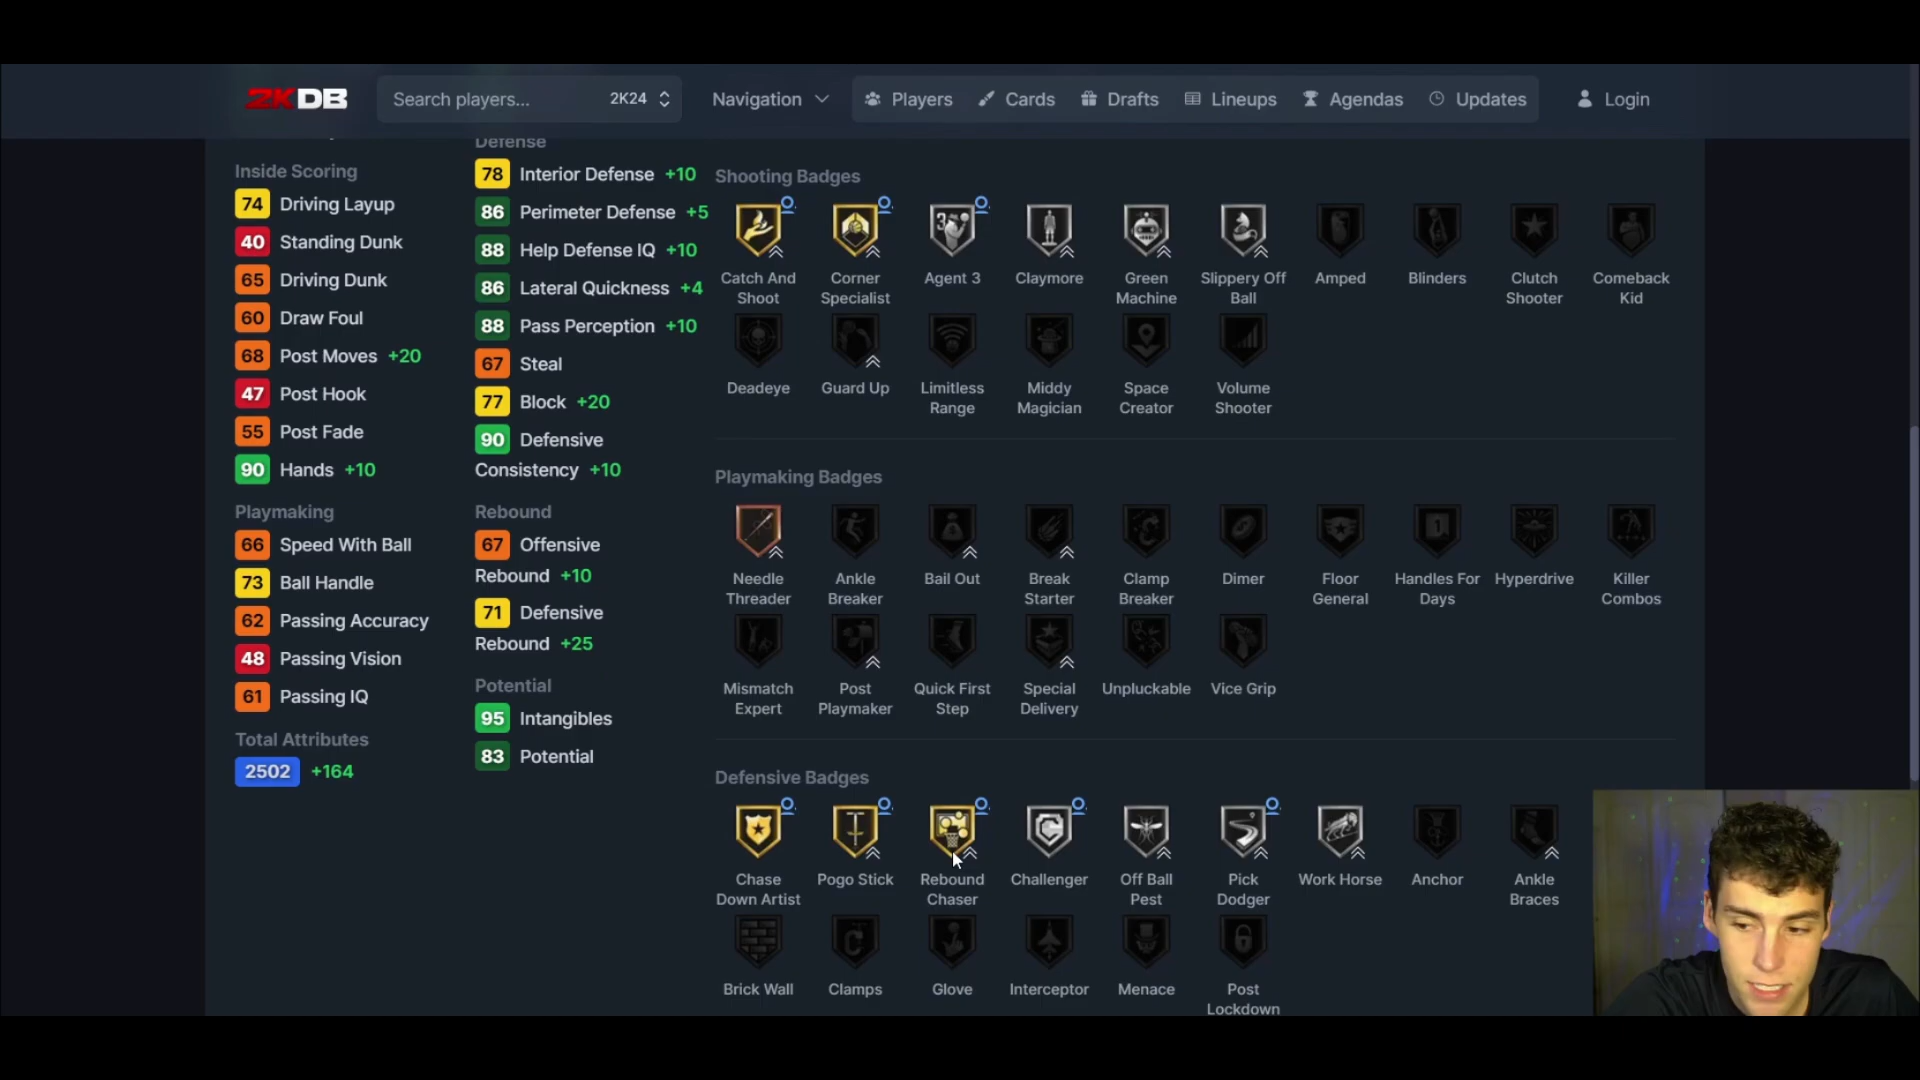 2KDB
Search players...
2K24
Navigation
Players
Cards
Drafts
Lineups
Agendas
Updates
Login
Inside Scoring
74 Driving Layup
40 Standing Dunk
65 Driving Dunk
60 Draw Foul
68 Post Moves +20
47 Post Hook
55 Post Fade
90 Hands +10
Playmaking
66 Speed With Ball
73 Ball Handle
62 Passing Accuracy
48 Passing Vision
61 Passing IQ
Total Attributes
2502 +164
Defense
78 Interior Defense +10
86 Perimeter Defense +5
88 Help Defense IQ +10
86 Lateral Quickness +4
88 Pass Perception +10
67 Steal
77 Block +20
90 Defensive
Consistency +10
Rebound
67 Offensive
Rebound +10
71 Defensive
Rebound +25
Potential
95 Intangibles
83 Potential
Shooting Badges
Catch And
Shoot
Corner
Specialist
Agent 3
Claymore
Green
Machine
Slippery Off
Ball
Amped
Blinders
Clutch
Shooter
Comeback
Kid
Deadeye
Guard Up
Limitless
Range
Middy
Magician
Space
Creator
Volume
Shooter
Playmaking Badges
Needle
Threader
Ankle
Breaker
Bail Out
Break
Starter
Clamp
Breaker
Dimer
Floor
General
Handles For
Days
Hyperdrive
Killer
Combos
Mismatch
Expert
Post
Playmaker
Quick First
Step
Special
Delivery
Unpluckable
Vice Grip
Defensive Badges
Chase
Down Artist
Pogo Stick
Rebound
Chaser
Challenger
Off Ball
Pest
Pick
Dodger
Work Horse
Anchor
Ankle
Braces
Brick Wall
Clamps
Glove
Interceptor
Menace
Post
Lockdown